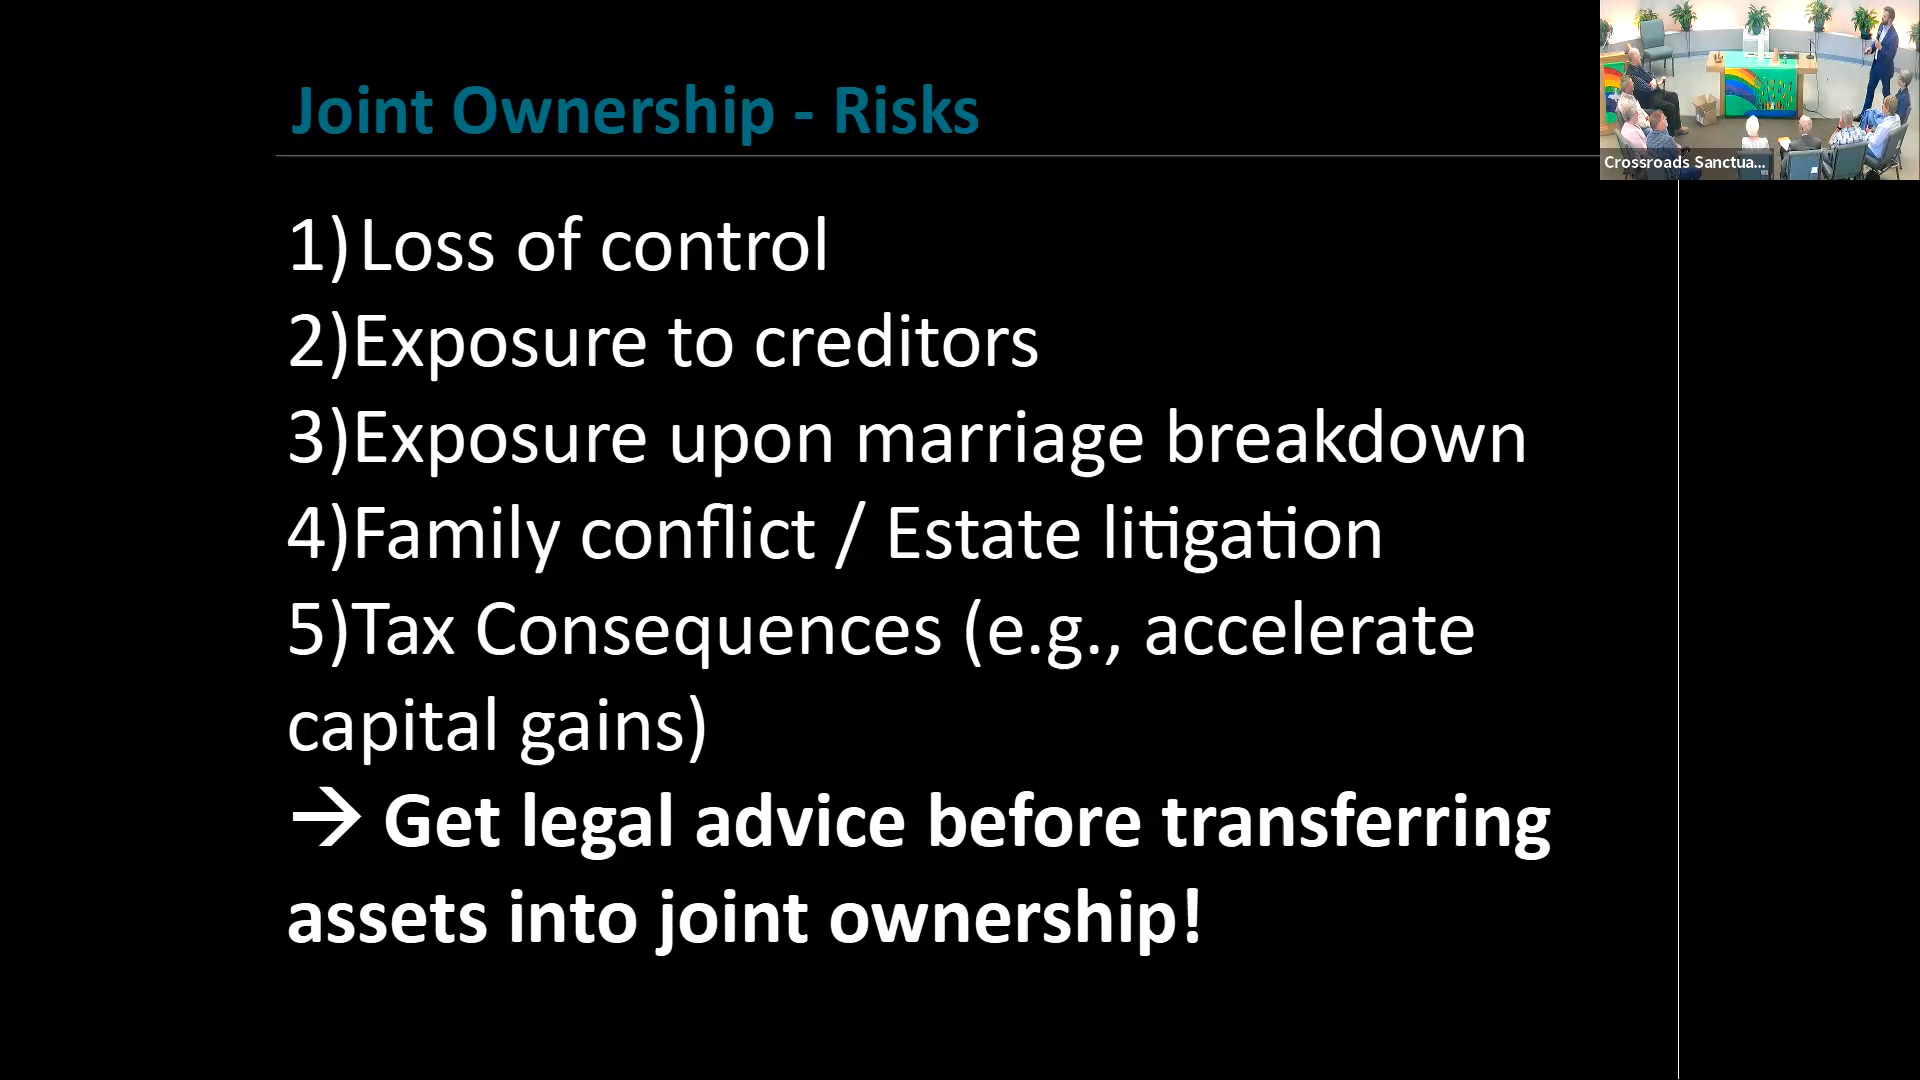 Joint Ownership - Risks
Crossroads Sanctua...
1) Loss of control
2)Exposure to creditors
3)Exposure upon marriage breakdown
4)Family conflict / Estate litigation
5)Tax Consequences (e.g., accelerate
capital gains)
→ Get legal advice before transferring
assets into joint ownership!